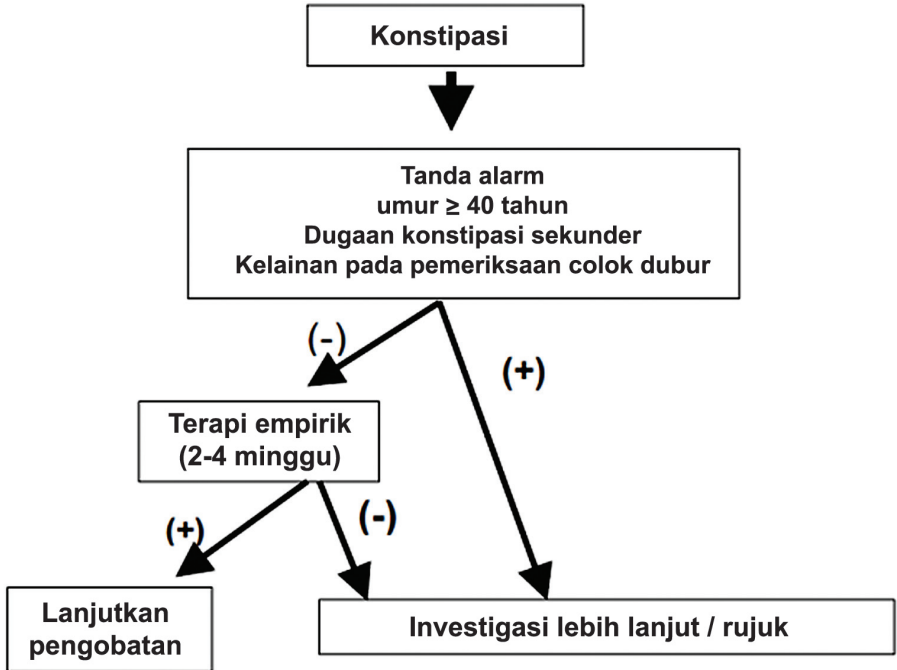 Konstipasi
Tanda alarm
umur ≥ 40 tahun
Dugaan konstipasi sekunder
Kelainan pada pemeriksaan colok dubur
(-)
(+)
Terapi empirik
(2-4 minggu)
(+)
(-)
Lanjutkan
pengobatan
Investigasi lebih lanjut / rujuk